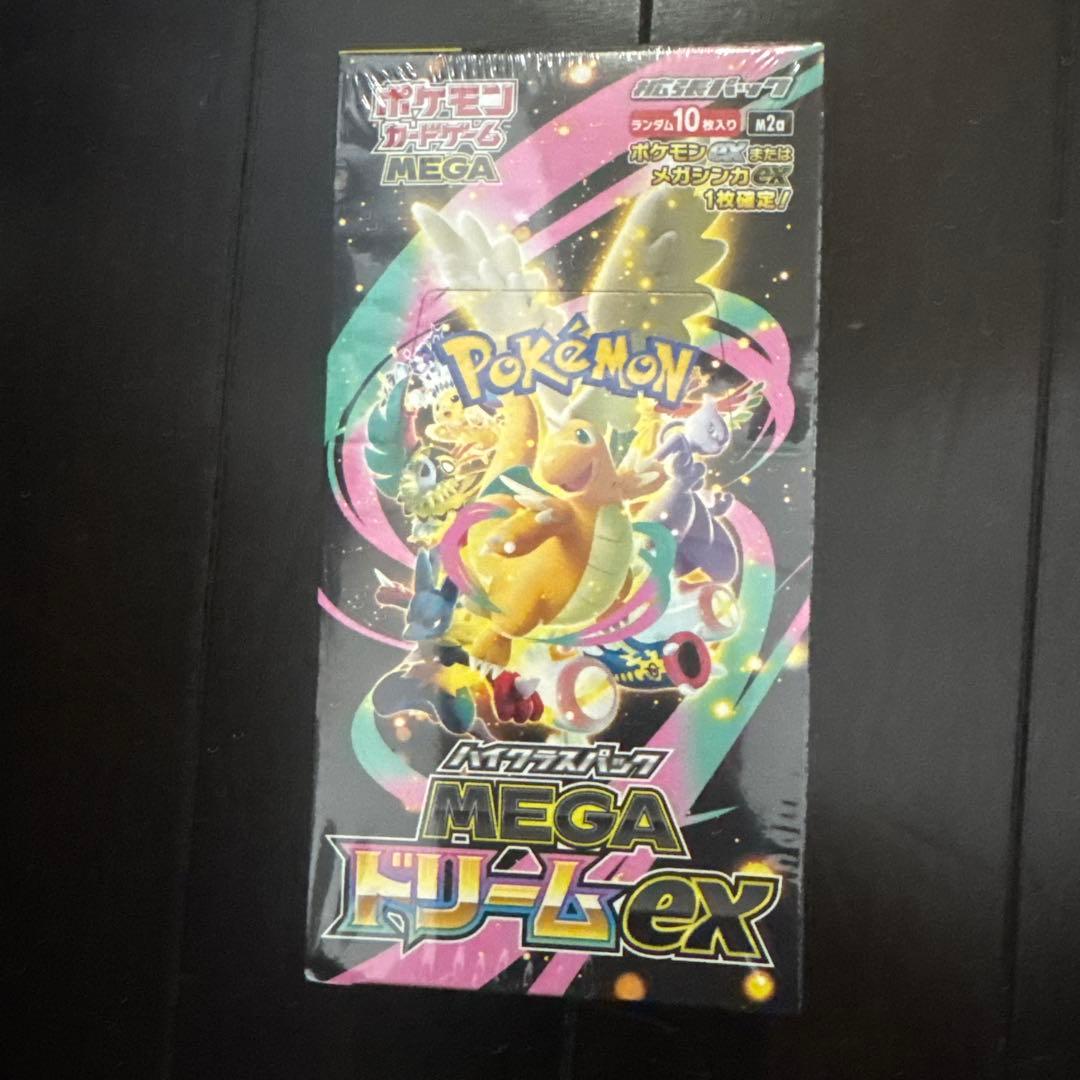 ポケモン
カードゲーム
MEGA
拡張パック
ランダム10枚入り M2a
ポケモンexまたは
メガシンカex
1枚確定!
POKéMON
ハイクラスパック
MEGA
ドリームex